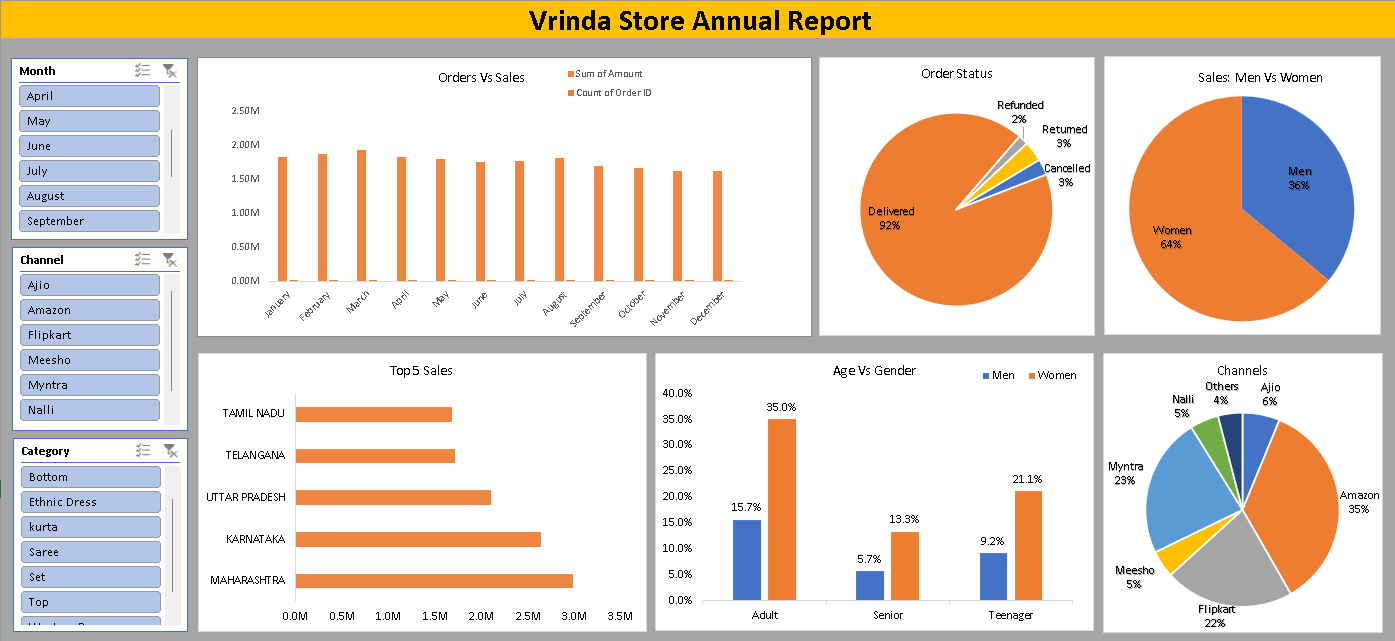 Vrinda Store Annual Report
Month
April
May
June
July
August
September
Channel
Ajio
Amazon
Flipkart
Meesho
Myntra
Nalli
Category
Bottom
Ethnic Dress
kurta
Saree
Set
Top
Orders Vs Sales
Sum of Amount
Count of Order ID
2.50M
2.00M
1.50M
1.00M
0.50M
0.00M
January
February
March
April
May
June
July
August
September
October
November
December
Order Status
Refunded
2%
Returned
3%
Cancelled
3%
Delivered
92%
Sales: Men Vs Women
Men
36%
Women
64%
Top 5 Sales
TAMIL NADU
TELANGANA
UTTAR PRADESH
KARNATAKA
MAHARASHTRA
0.0M 0.5M 1.0M 1.5M 2.0M 2.5M 3.0M 3.5M
Age Vs Gender
Men Women
40.0%
35.0%
30.0%
25.0%
20.0%
15.0%
10.0%
5.0%
0.0%
15.7%
35.0%
5.7%
13.3%
9.2%
21.1%
Adult Senior Teenager
Channels
Others
4%
Ajio
6%
Nalli
5%
Myntra
23%
Amazon
35%
Meesho
5%
Flipkart
22%